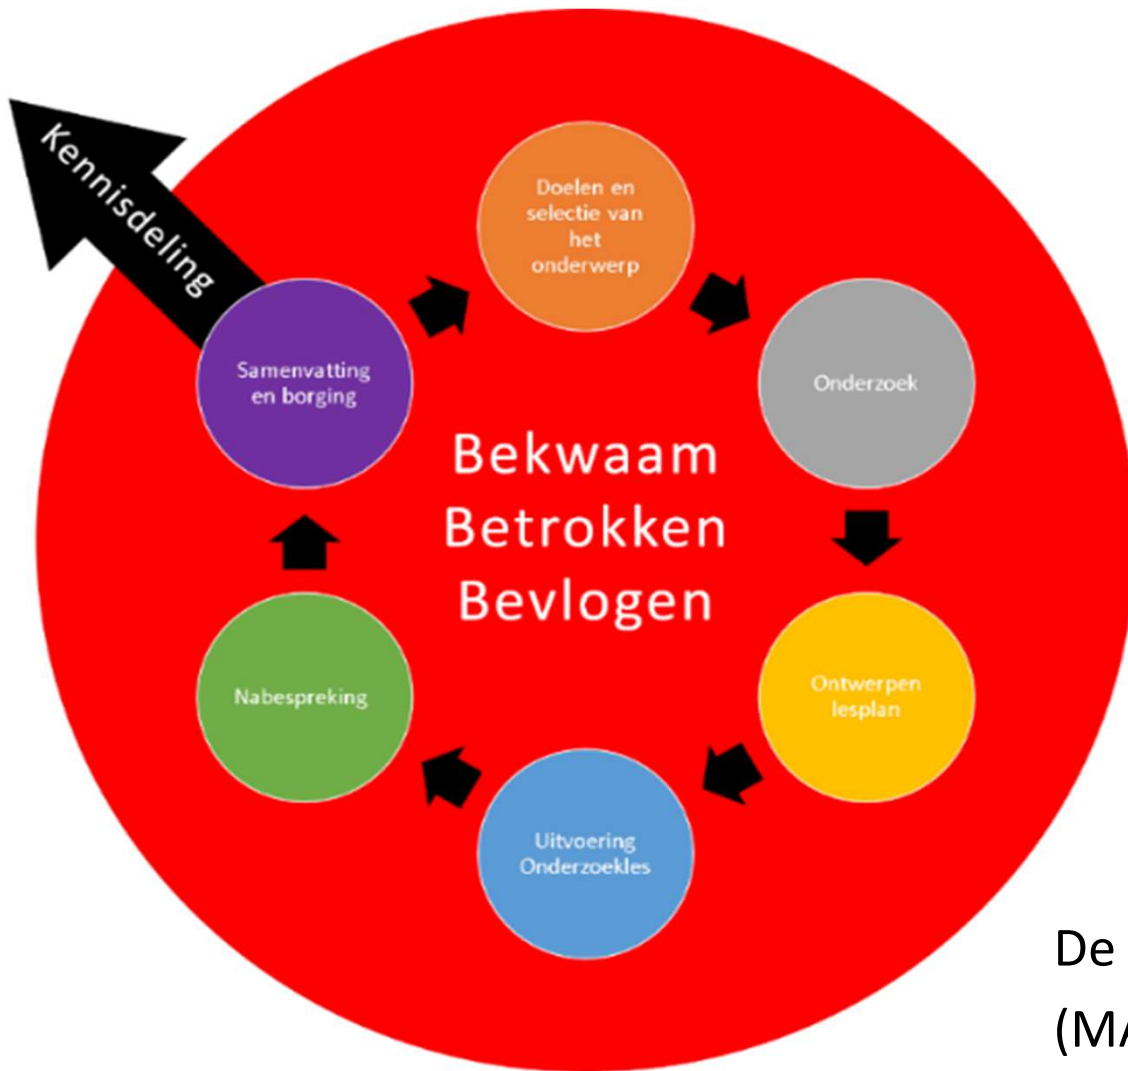 Kennisdeling
Doelen en
selectie van
het
onderwerp
Onderzoek
Samenvatting
en borging
Bekwaam
Betrokken
Bevlogen
Ontwerpen
lesplan
Nabespreking
Uitvoering
Onderzoekles
De
(MA